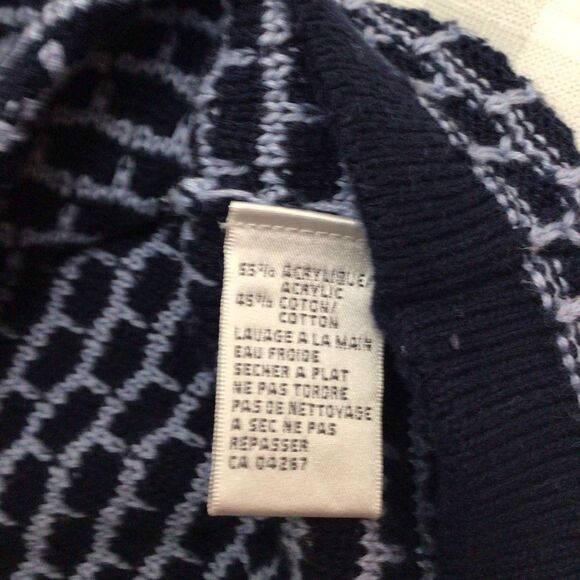 55% ACRYLIQUE/
ACRYLIC
45% COTON/
COTTON
LAVAGE A LA MAIN
EAU FROIDE
SECHER A PLAT
NE PAS TORDRE
PAS DE NETTOYAGE
A SEC NE PAS
REPASSER
CA 04267